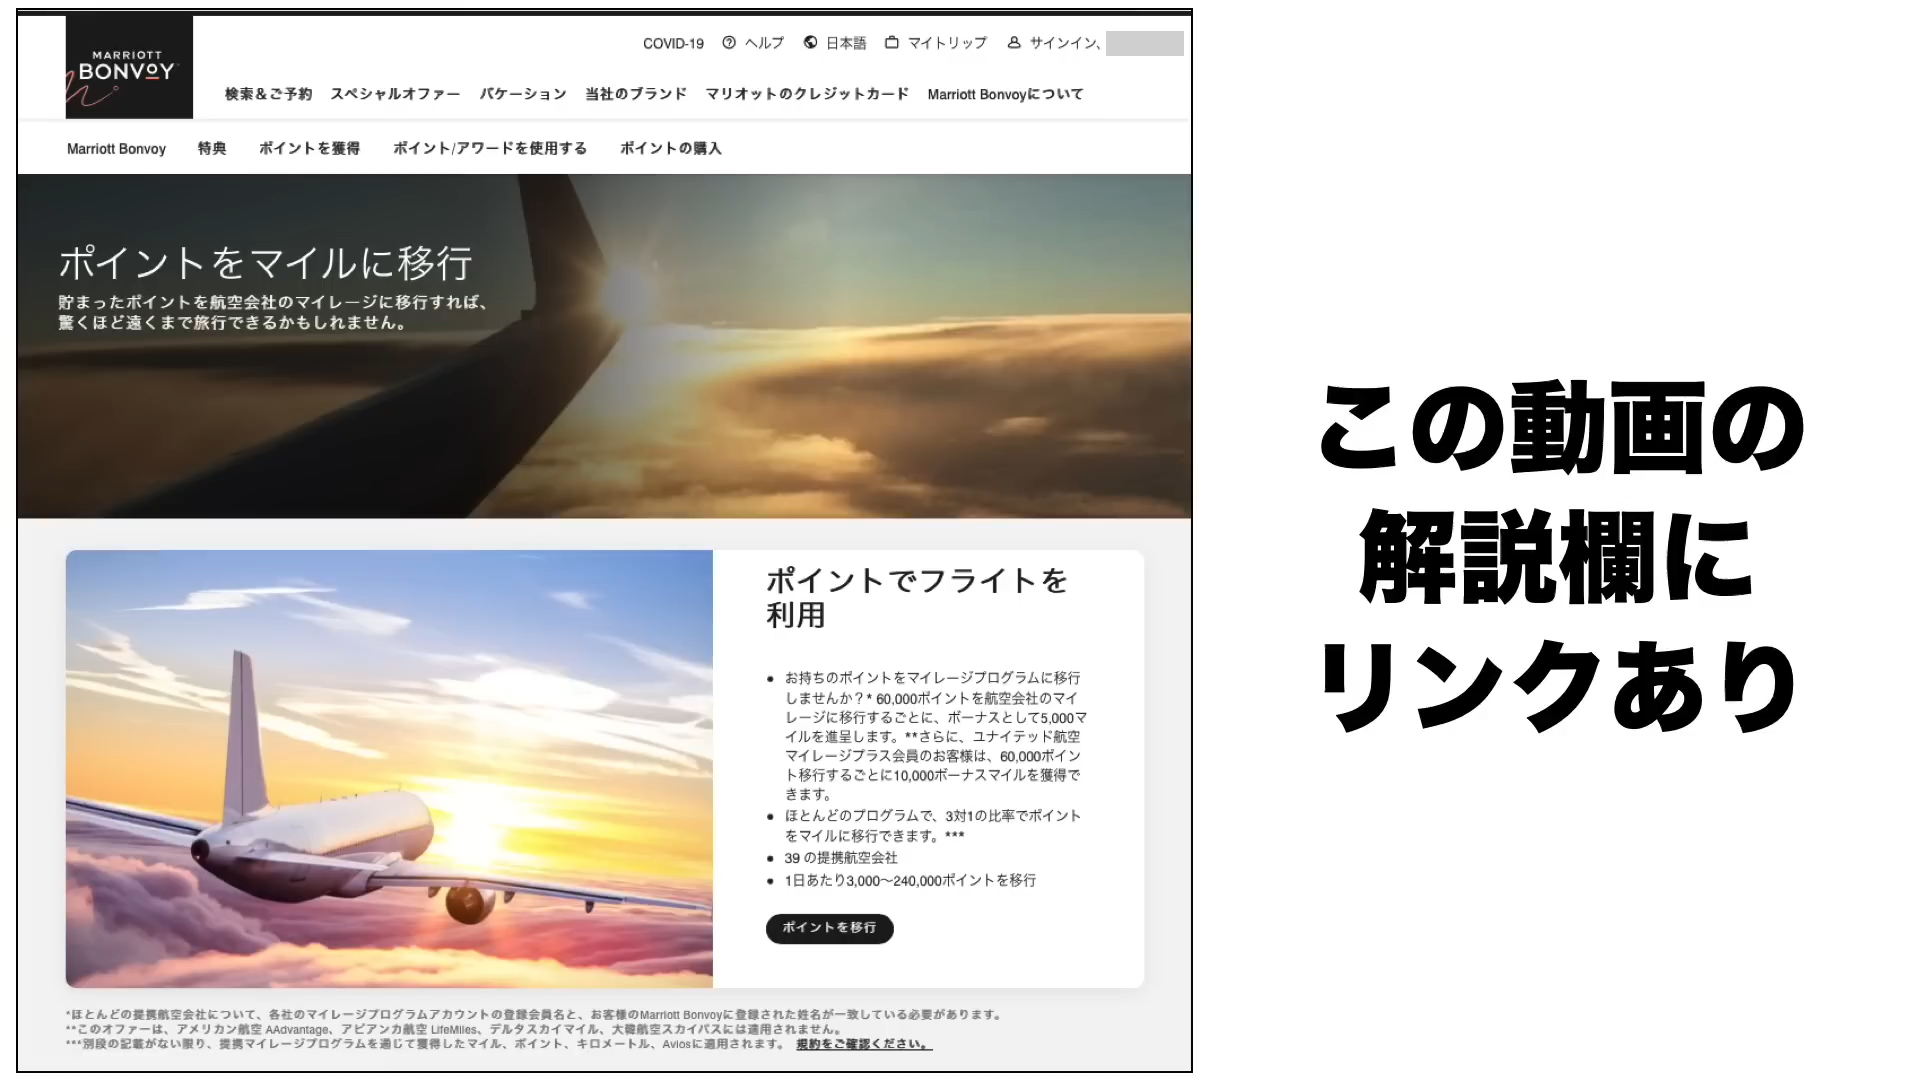 MARRIOTT
BONVOY
COVID-19 ヘルプ 日本語 マイトリップ サインイン、
検索＆ご予約 スペシャルオファー バケーション 当社のブランド マリオットのクレジットカード Marriott Bonvoyについて
Marriott Bonvoy 特典 ポイントを獲得 ポイント/アワードを使用する ポイントの購入
ポイントをマイルに移行
貯まったポイントを航空会社のマイレージに移行すれば、
驚くほど遠くまで旅行できるかもしれません。
ポイントでフライトを
利用
お持ちのポイントをマイレージプログラムに移行
しませんか？* 60,000ポイントを航空会社のマイ
レージに移行するごとに、ボーナスとして5,000マ
イルを進呈します。**さらに、ユナイテッド航空
マイレージプラス会員のお客様は、60,000ポイン
ト移行するごとに10,000ボーナスマイルを獲得で
きます。
ほとんどのプログラムで、3対1の比率でポイント
をマイルに移行できます。***
39 の提携航空会社
1日あたり3,000〜240,000ポイントを移行
ポイントを移行
*ほとんどの提携航空会社について、各社のマイレージプログラムアカウントの登録会員名と、お客様のMarriott Bonvoyに登録された姓名が一致している必要があります。
**このオファーは、アメリカン航空 AAdvantage、アビアンカ航空 LifeMiles、デルタスカイマイル、大韓航空スカイパスには適用されません。
***別段の記載がない限り、提携マイレージプログラムを通じて獲得したマイル、ポイント、キロメートル、Aviosに適用されます。 規約をご確認ください。
この動画の
解説欄に
リンクあり